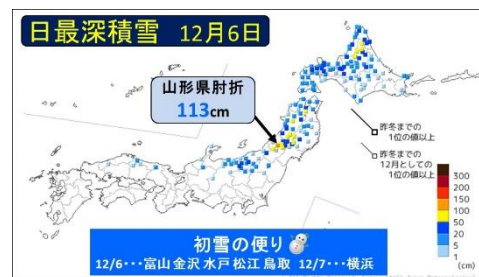 日最深積雪 12月6日
山形県肘折
113cm
昨冬までの
1位の値以上
昨冬までの
12月としての
1位の値以上
300
200
150
100
50
20
5
1
(cm)
初雪の便り
12/6・・・富山 金沢 水戸 松江 鳥取 12/7・・・横浜